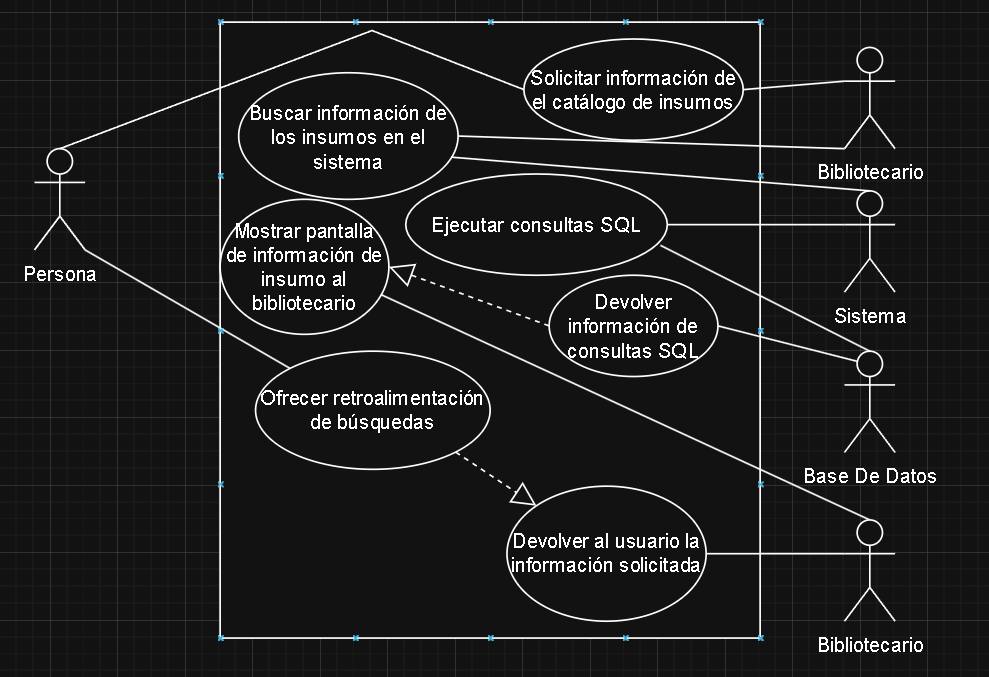 Solicitar información de
el catálogo de insumos
Buscar información de
los insumos en el
sistema
Bibliotecario
Ejecutar consultas SQL
Mostrar pantalla
de información de
insumo al
bibliotecario
Persona
Devolver
información de
consultas SQL
Sistema
Ofrecer retroalimentación
de búsquedas
Base De Datos
Devolver al usuario la
información solicitada
Bibliotecario